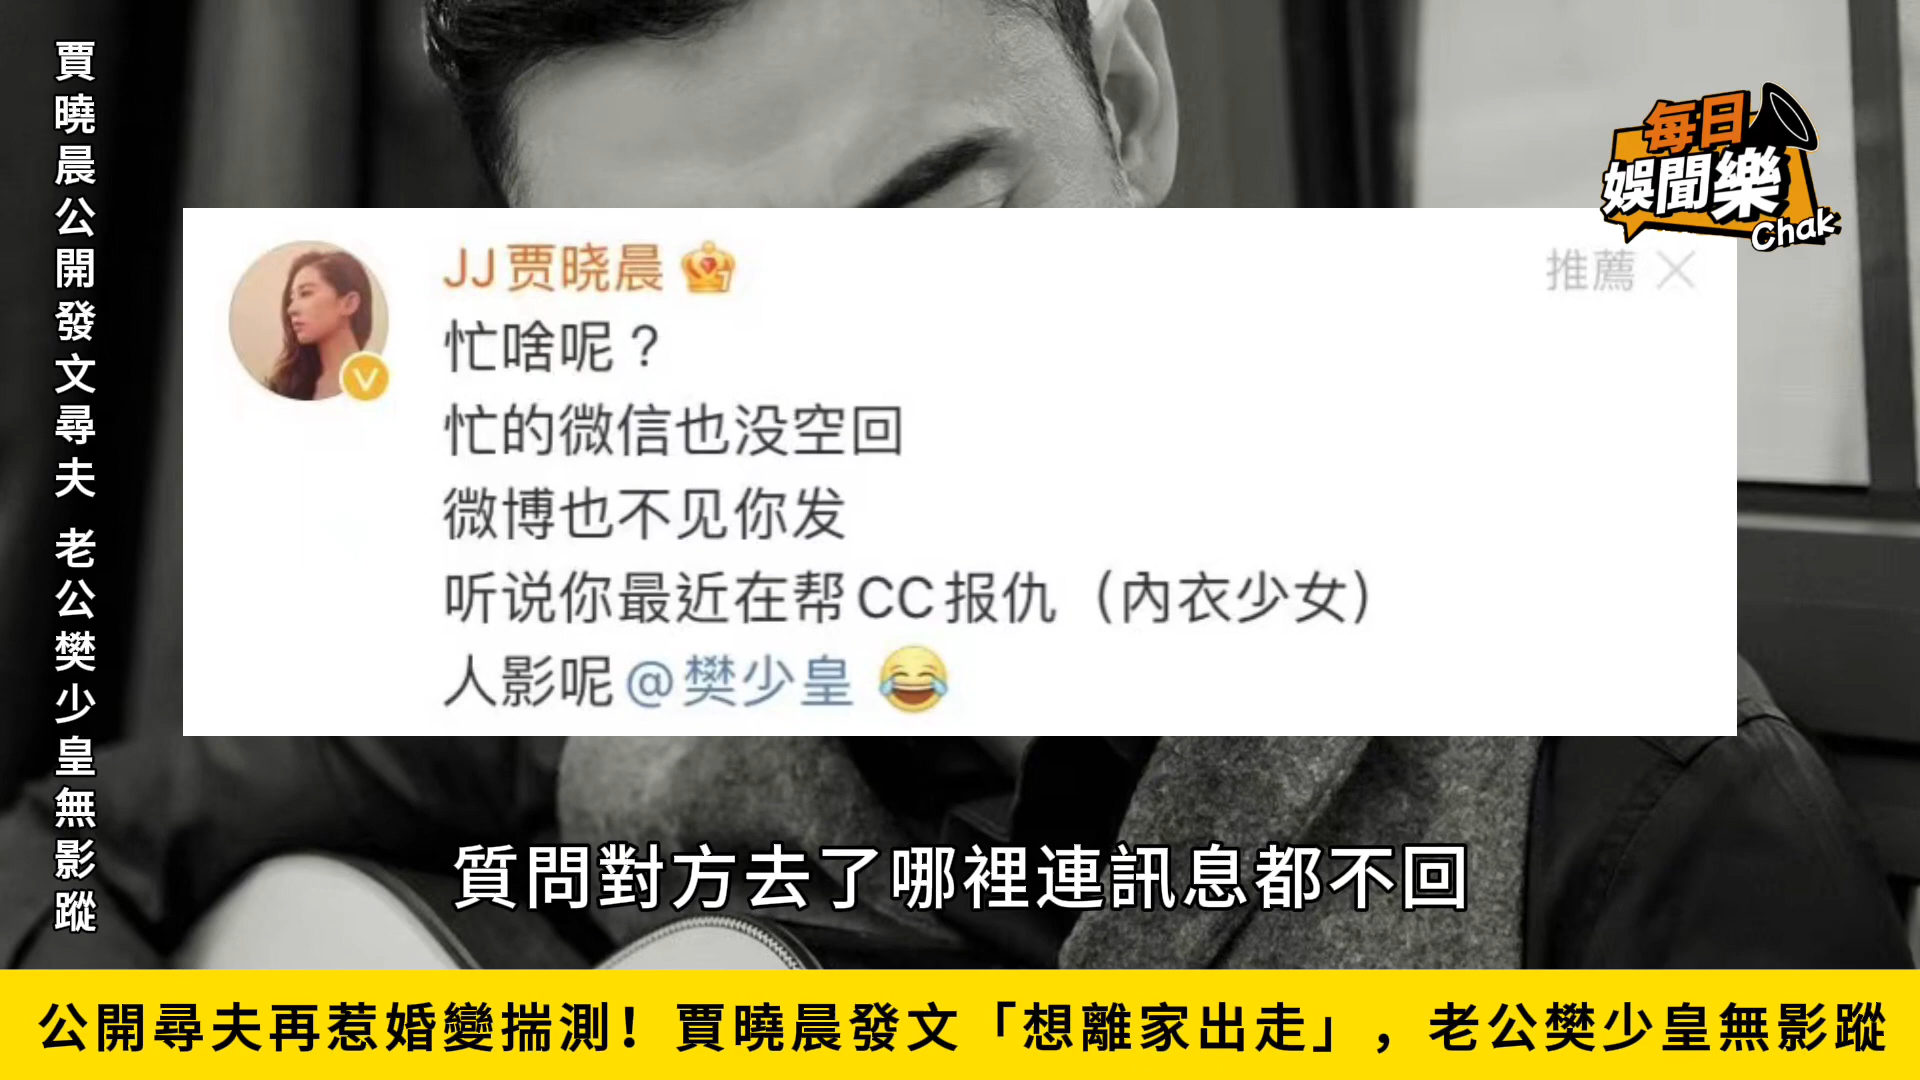 賈曉晨公開發文尋夫 老公樊少皇無影蹤
每日
娛聞樂
Chak
JJ贾晓晨
推薦
忙啥呢？
忙的微信也没空回
微博也不见你发
听说你最近在帮CC报仇（內衣少女）
人影呢@樊少皇 😂
質問對方去了哪裡連訊息都不回
公開尋夫再惹婚變揣測！賈曉晨發文「想離家出走」，老公樊少皇無影蹤